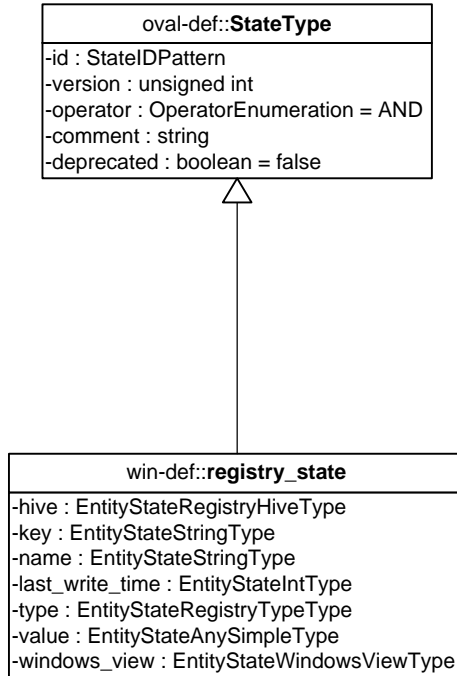 oval-def::StateType
-id : StateIDPattern
-version : unsigned int
-operator : OperatorEnumeration = AND
-comment : string
-deprecated : boolean = false
win-def::registry_state
-hive : EntityStateRegistryHiveType
-key : EntityStateStringType
-name : EntityStateStringType
-last_write_time : EntityStateIntType
-type : EntityStateRegistryTypeType
-value : EntityStateAnySimpleType
-windows_view : EntityStateWindowsViewType